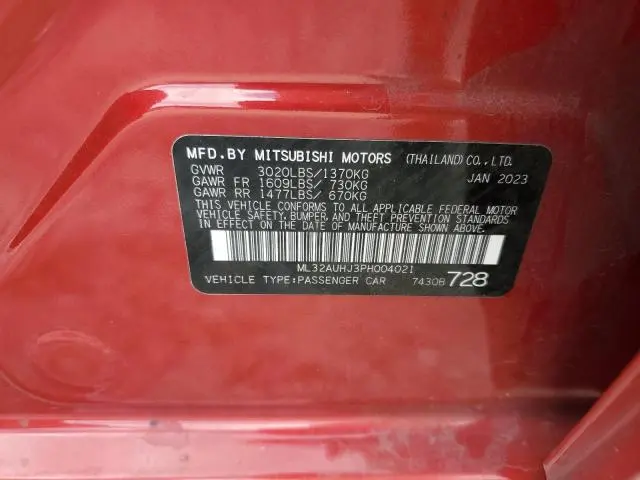 MFD.BY MITSUBISHI MOTORS (THAILAND) CO., LTD.
GVWR 3020LBS/1370KG JAN 2023
GAWR FR 1609LBS/ 730KG
GAWR RR 1477LBS/ 670KG
THIS VEHICLE CONFORMS TO ALL APPLICABLE FEDERAL MOTOR
VEHICLE SAFETY, BUMPER, AND THEFT PREVENTION STANDARDS
IN EFFECT ON THE DATE OF MANUFACTURE SHOWN ABOVE.
ML32AUHJ3PH004021
VEHICLE TYPE:PASSENGER CAR 7430B 728